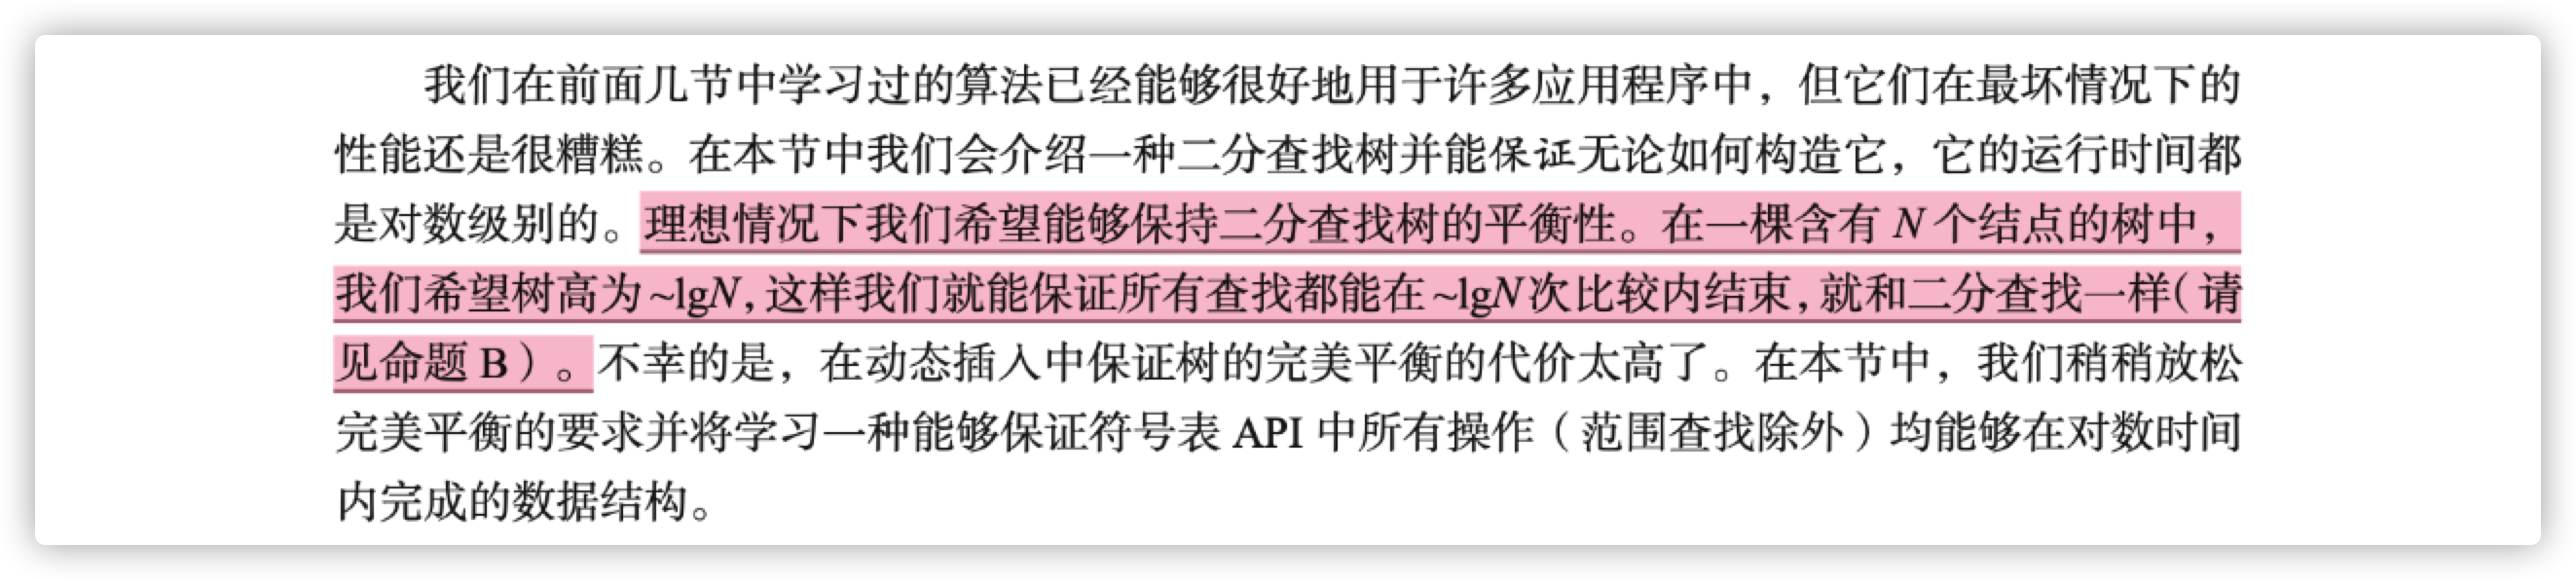 我们在前面几节中学习过的算法已经能够很好地用于许多应用程序中，但它们在最坏情况下的
性能还是很糟糕。在本节中我们会介绍一种二分查找树并能保证无论如何构造它，它的运行时间都
是对数级别的。理想情况下我们希望能够保持二分查找树的平衡性。在一棵含有 N 个结点的树中，
我们希望树高为 ~lgN，这样我们就能保证所有查找都能在 ~lgN 次比较内结束，就和二分查找一样（请
见命题 B）。不幸的是，在动态插入中保证树的完美平衡的代价太高了。在本节中，我们稍稍放松
完美平衡的要求并将学习一种能够保证符号表 API 中所有操作（范围查找除外）均能够在对数时间
内完成的数据结构。